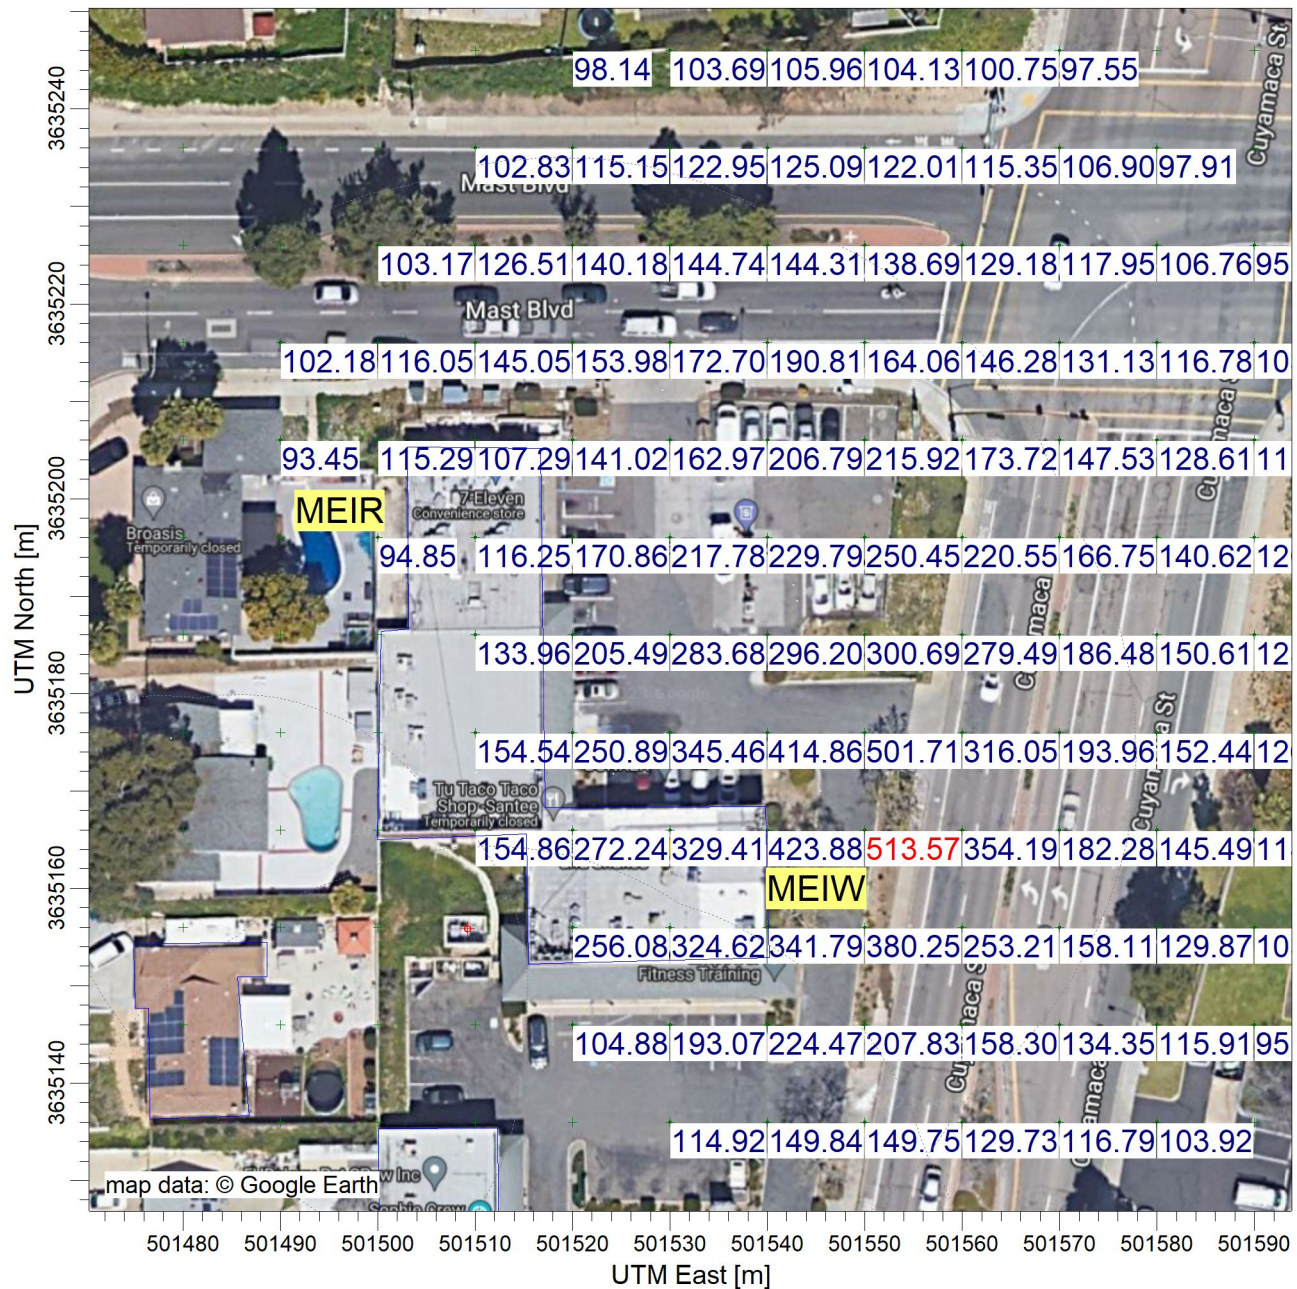 Cuyamaca St
98.14 103.69 105.96 104.13 100.75 97.55
3635240
102.83 115.15 122.95 125.09 122.01 115.35 106.90 97.91
Mast Blvd
103.17 126.51 140.18 144.74 144.31 138.69 129.18 117.95 106.76 95
3635220
Mast Blvd
102.18 116.05 145.05 153.98 172.70 190.81 164.06 146.28 131.13 116.78 10
93.45 115.29 107.29 141.02 162.97 206.79 215.92 173.72 147.53 128.61 11
3635200
7-Eleven
Convenience store
MEIR
Broasis
Temporarily closed
94.85 116.25 170.86 217.78 229.79 250.45 220.55 166.75 140.62 12
UTM North [m]
133.96 205.49 283.68 296.20 300.69 279.49 186.48 150.61 12
3635180
154.54 250.89 345.46 414.86 501.71 316.05 193.96 152.44 12
Cuyamaca St
Tu Taco Taco
Shop-Santee
Temporarily closed
154.86 272.24 329.41 423.88 513.57 354.19 182.28 145.49 11
3635160
MEIW
256.08 324.62 341.79 380.25 253.21 158.11 129.87 10
Fitness Training
104.88 193.07 224.47 207.83 158.30 134.35 115.91 95
3635140
114.92 149.84 149.75 129.73 116.79 103.92
map data: © Google Earth
501480 501490 501500 501510 501520 501530 501540 501550 501560 501570 501580 501590
UTM East [m]